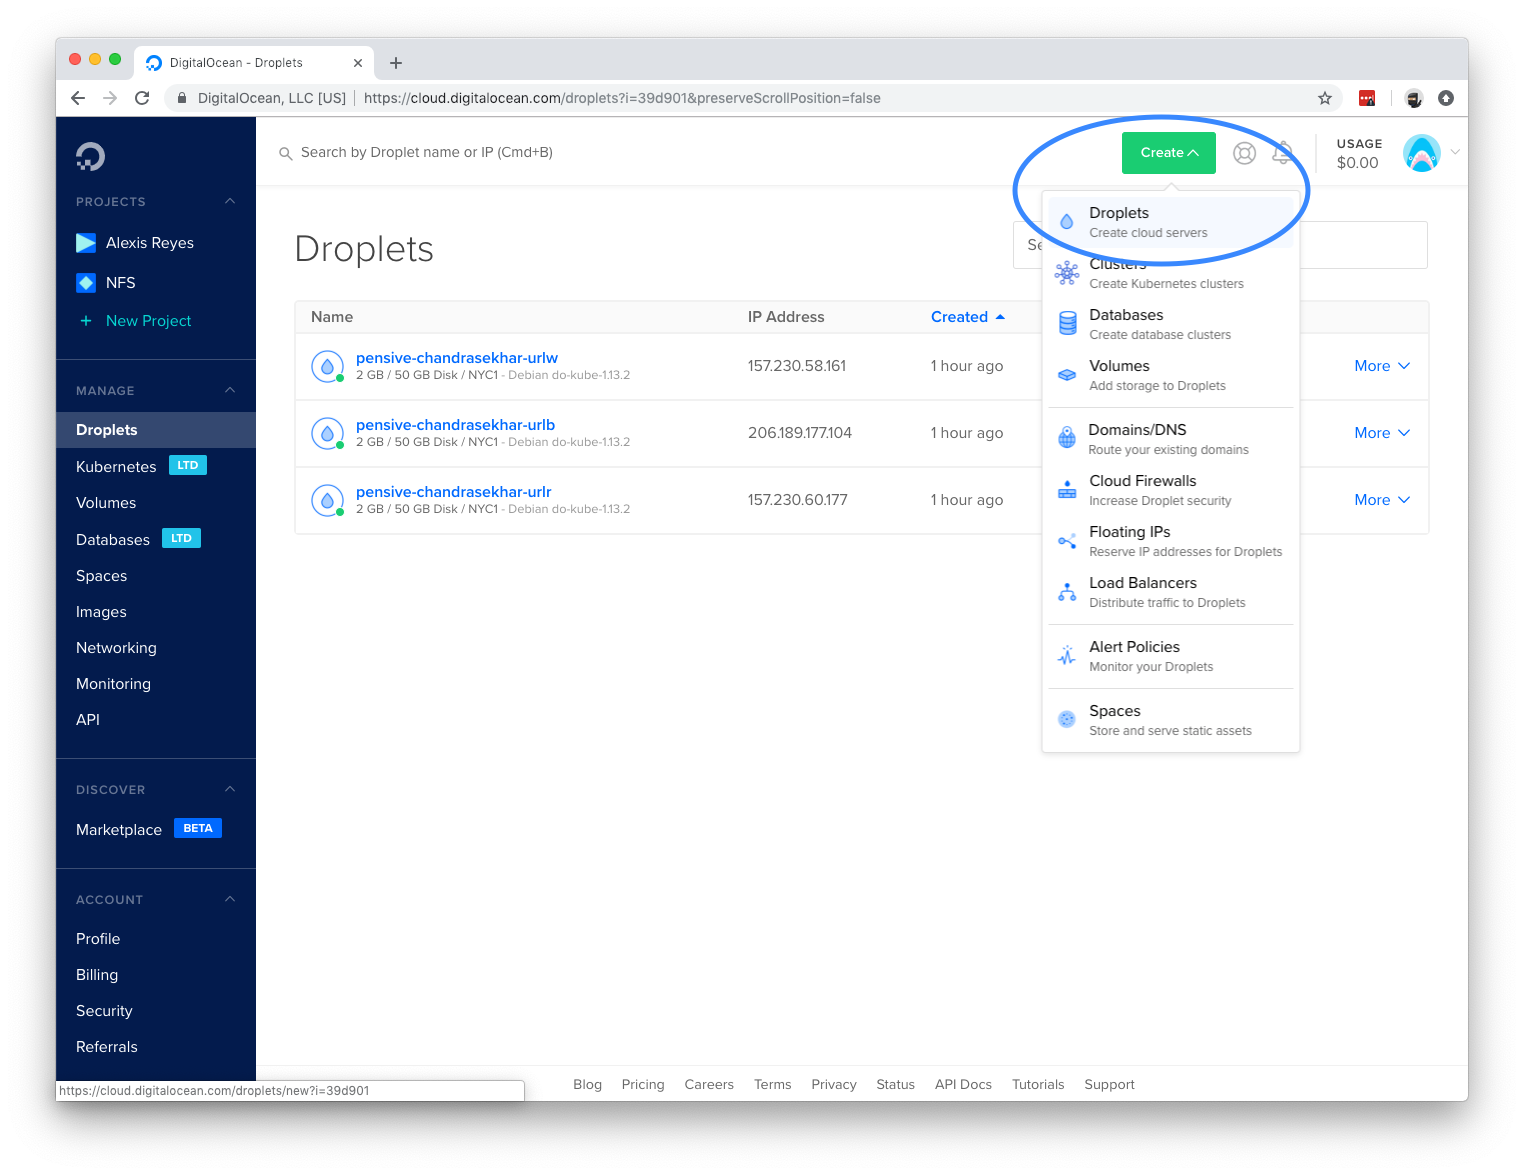 DigitalOcean - Droplets
DigitalOcean, LLC [US] https://cloud.digitalocean.com/droplets?i=39d901&preserveScrollPosition=false
Search by Droplet name or IP (Cmd+B)
Create
USAGE
$0.00
PROJECTS
Alexis Reyes
NFS
+ New Project
MANAGE
Droplets
Kubernetes LTD
Volumes
Databases LTD
Spaces
Images
Networking
Monitoring
API
DISCOVER
Marketplace BETA
ACCOUNT
Profile
Billing
Security
Referrals
https://cloud.digitalocean.com/droplets/new?i=39d901
Droplets
Name IP Address Created
pensive-chandrasekhar-urlw 157.230.58.161 1 hour ago More
2 GB / 50 GB Disk / NYC1 - Debian do-kube-1.13.2
pensive-chandrasekhar-urlb 206.189.177.104 1 hour ago More
2 GB / 50 GB Disk / NYC1 - Debian do-kube-1.13.2
pensive-chandrasekhar-urlr 157.230.60.177 1 hour ago More
2 GB / 50 GB Disk / NYC1 - Debian do-kube-1.13.2
Droplets
Create cloud servers
Clusters
Create Kubernetes clusters
Databases
Create database clusters
Volumes
Add storage to Droplets
Domains/DNS
Route your existing domains
Cloud Firewalls
Increase Droplet security
Floating IPs
Reserve IP addresses for Droplets
Load Balancers
Distribute traffic to Droplets
Alert Policies
Monitor your Droplets
Spaces
Store and serve static assets
Blog Pricing Careers Terms Privacy Status API Docs Tutorials Support